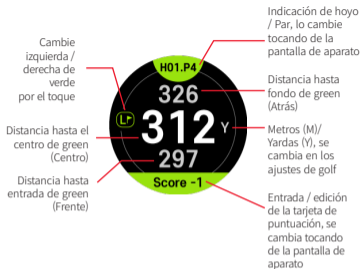 Indicación de hoyo
/ Par, lo cambie
tocando de la
pantalla de aparato
Cambie
izquierda /
derecha de
verde
por el toque
H01.P4
326
312
Y
297
L
Score -1
Distancia hasta
fondo de green
(Atrás)
Distancia hasta el
centro de green
(Centro)
Metros (M)/
Yardas (Y), se
cambia en los
ajustes de golf
Distancia hasta
entrada de green
(Frente)
Entrada / edición
de la tarjeta de
puntuación, se
cambia tocando
de la pantalla de
aparato